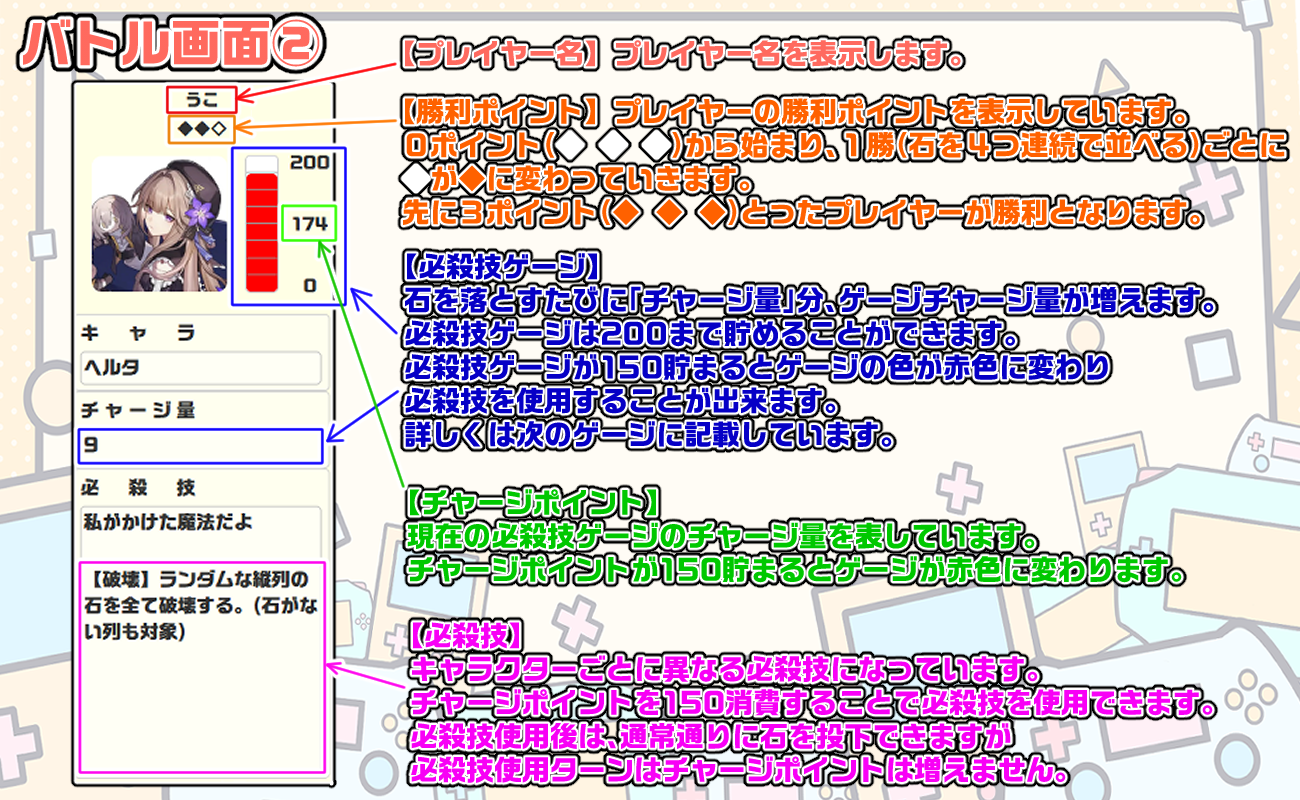 バトル画面②
【プレイヤー名】プレイヤー名を表示します。
うこ
◆◆◇
【勝利ポイント】プレイヤーの勝利ポイントを表示しています。
0ポイント(◇ ◇ ◇)から始まり、1勝(石を4つ連続で並べる)ごとに
◇が◆に変わっていきます。
先に3ポイント(◆ ◆ ◆)とったプレイヤーが勝利となります。
200
174
0
【必殺技ゲージ】
石を落とすたびに「チャージ量」分、ゲージチャージ量が増えます。
必殺技ゲージは200まで貯めることができます。
必殺技ゲージが150貯まるとゲージの色が赤色に変わり
必殺技を使用することが出来ます。
詳しくは次のゲージに記載しています。
キャラ
ヘルタ
チャージ量
9
必殺技
私がかけた魔法だよ
【破壊】ランダムな縦列の
石を全て破壊する。(石がな
い列も対象)
【チャージポイント】
現在の必殺技ゲージのチャージ量を表しています。
チャージポイントが150貯まるとゲージが赤色に変わります。
【必殺技】
キャラクターごとに異なる必殺技になっています。
チャージポイントを150消費することで必殺技を使用できます。
必殺技使用後は、通常通りに石を投下できますが
必殺技使用ターンはチャージポイントは増えません。